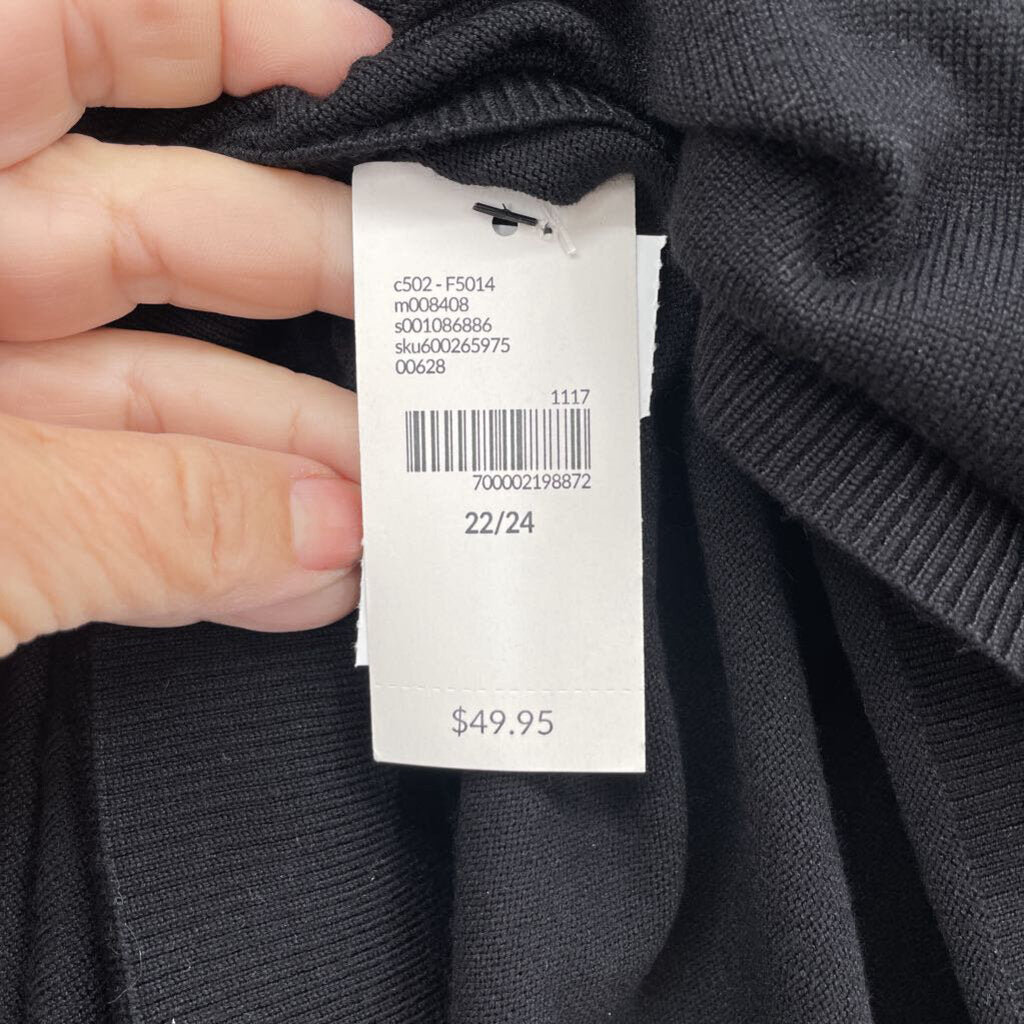 c502 - F5014
m008408
s001086886
sku600265975
00628
1117
700002198872
22/24
$49.95